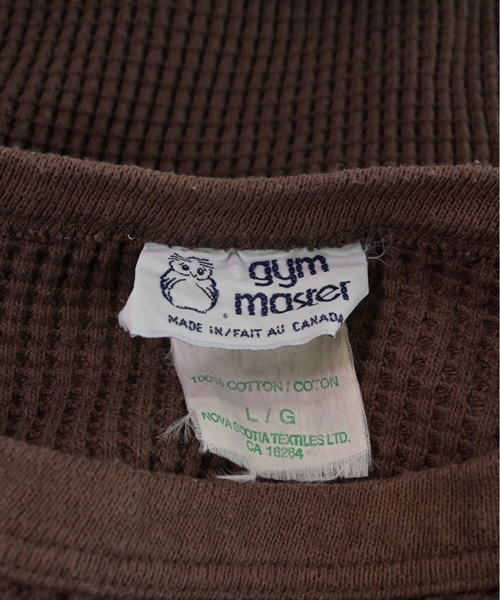 gym
master
MADE IN/FAIT AU CANADA
100% COTTON/COTON
L/G
NOVA SCOTIA TEXTILES LTD.
CA 16264